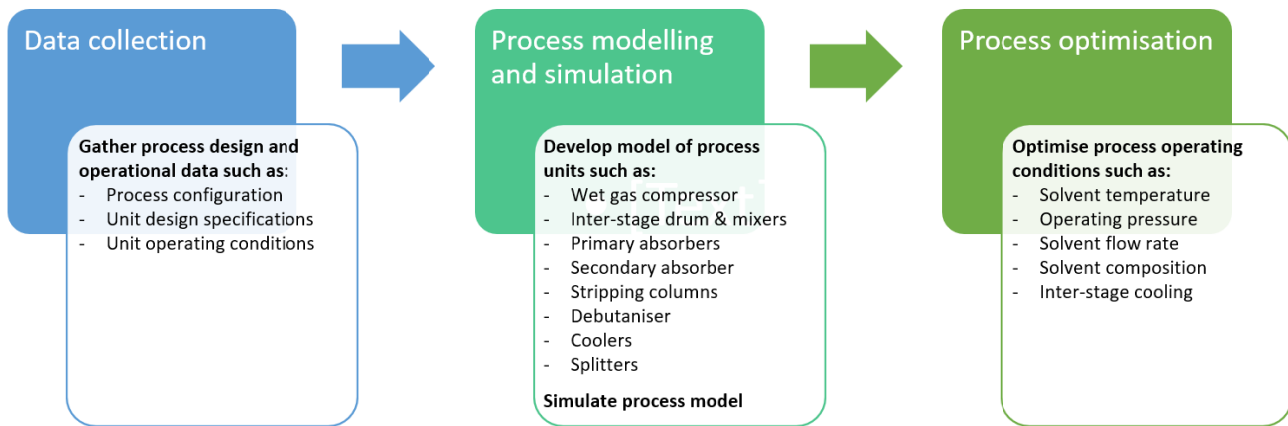 Data collection
Gather process design and
operational data such as:
- Process configuration
- Unit design specifications
- Unit operating conditions
Process modelling
and simulation
Develop model of process
units such as:
- Wet gas compressor
- Inter-stage drum & mixers
- Primary absorbers
- Secondary absorber
- Stripping columns
- Debutaniser
- Coolers
- Splitters
Simulate process model
Process optimisation
Optimise process operating
conditions such as:
- Solvent temperature
- Operating pressure
- Solvent flow rate
- Solvent composition
- Inter-stage cooling